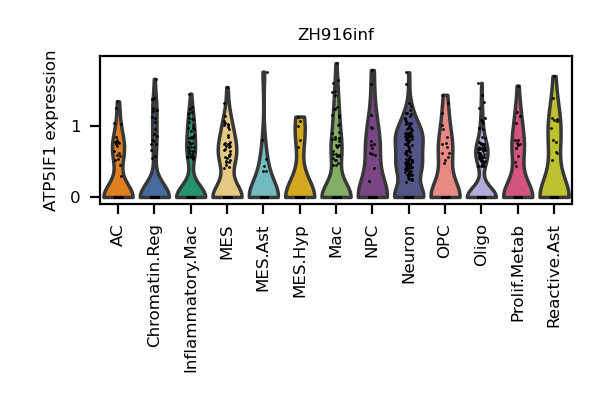 ZH916inf
ATP5IF1 expression
1
0
AC
Chromatin.Reg
Inflammatory.Mac
MES
MES.Ast
MES.Hyp
Mac
NPC
Neuron
OPC
Oligo
Prolif.Metab
Reactive.Ast